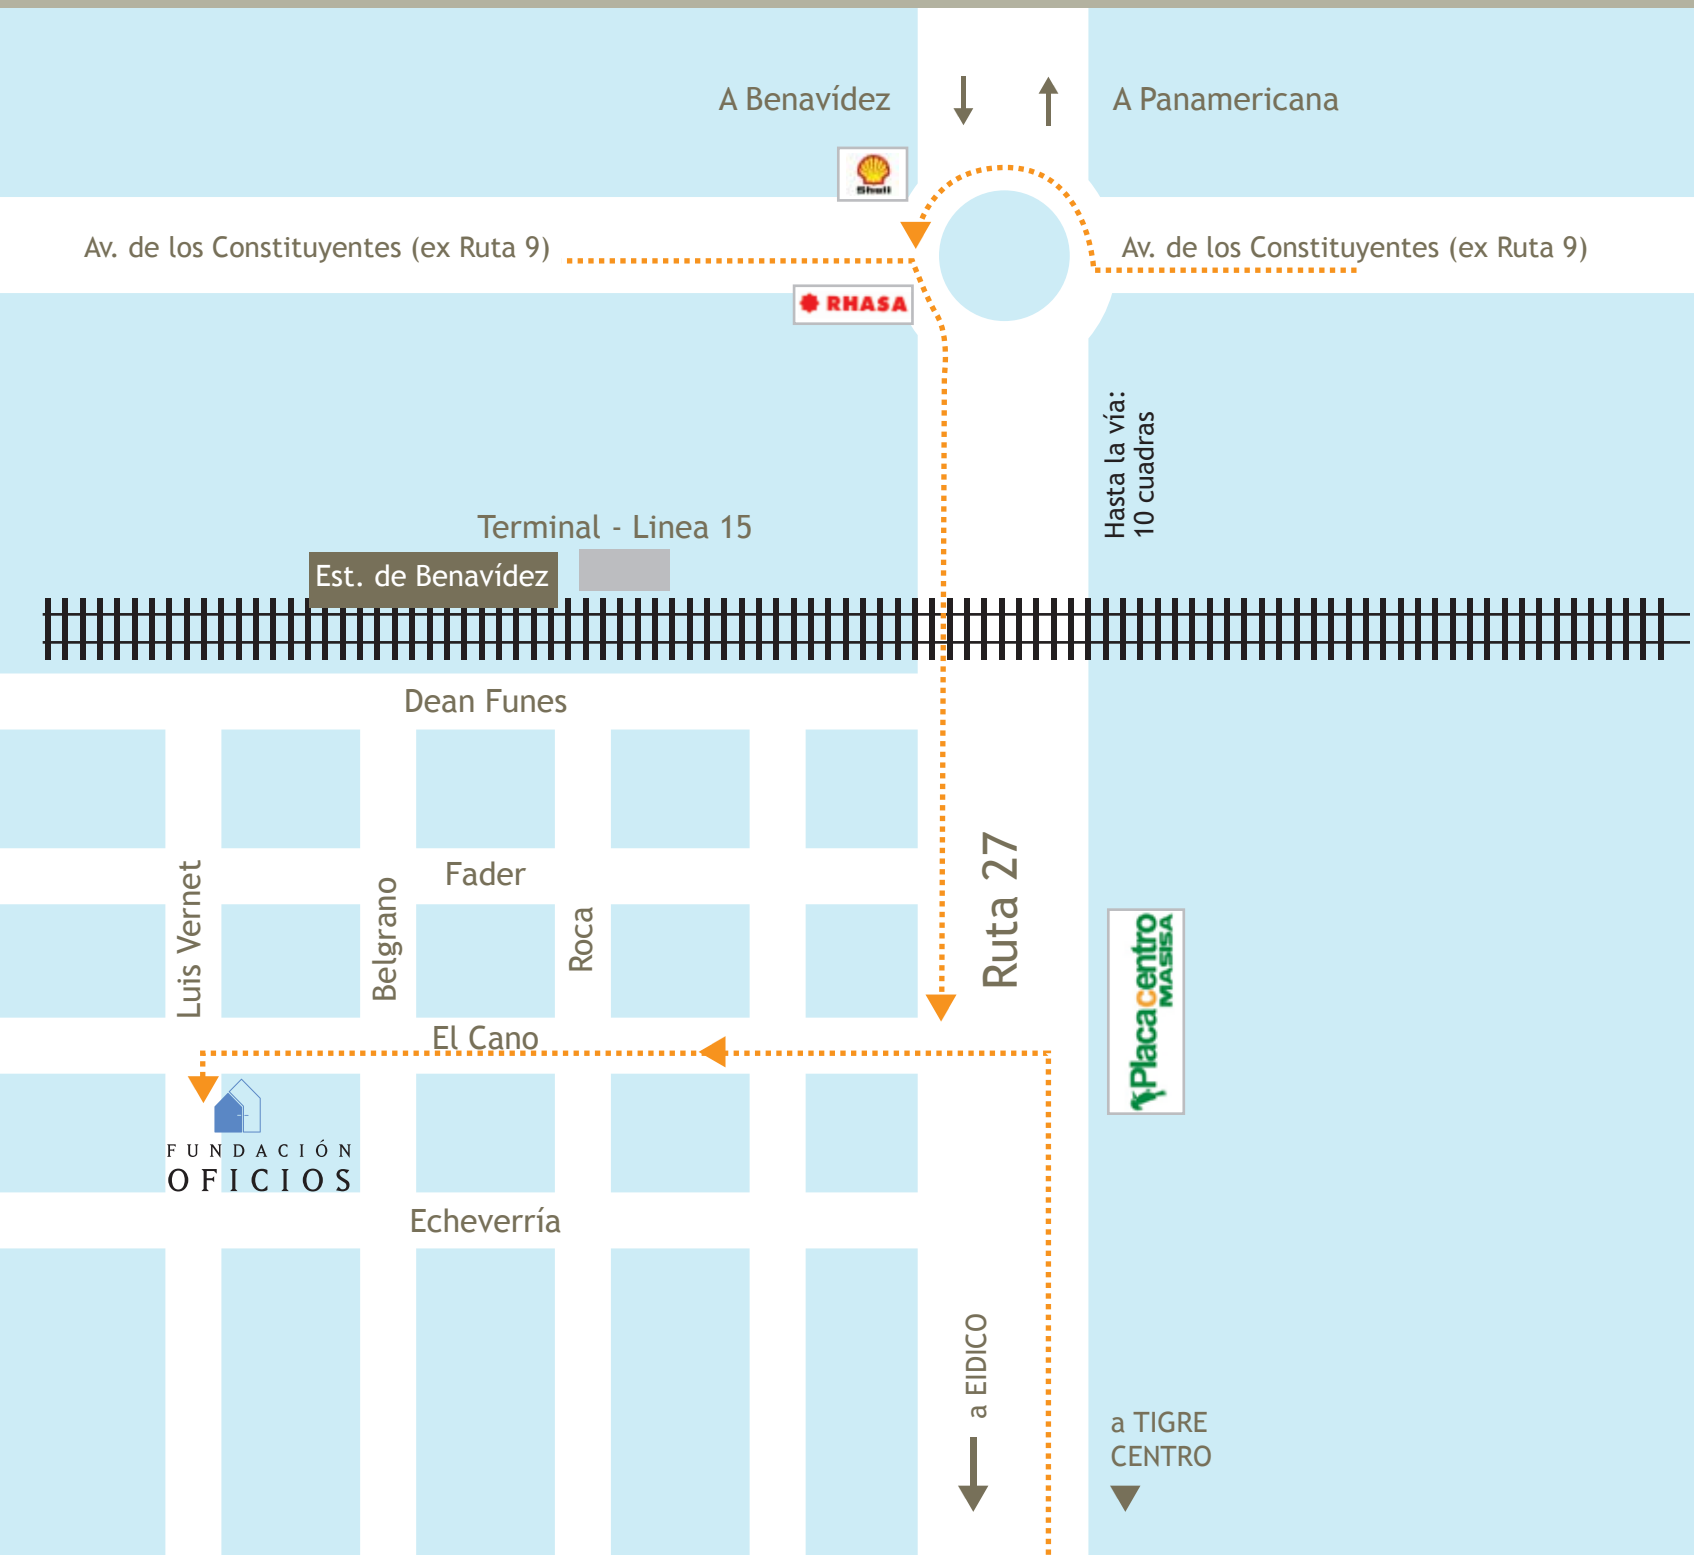 A Benavídez
A Panamericana
Shell
Av. de los Constituyentes (ex Ruta 9)
Av. de los Constituyentes (ex Ruta 9)
RHASA
Hasta la vía:
10 cuadras
Terminal - Linea 15
Est. de Benavídez
Dean Funes
Ruta 27
Fader
Luis Vernet
Belgrano
Roca
Placacentro
MASISA
El Cano
FUNDACIÓN
OFICIOS
Echeverría
a EIDICO
a TIGRE
CENTRO